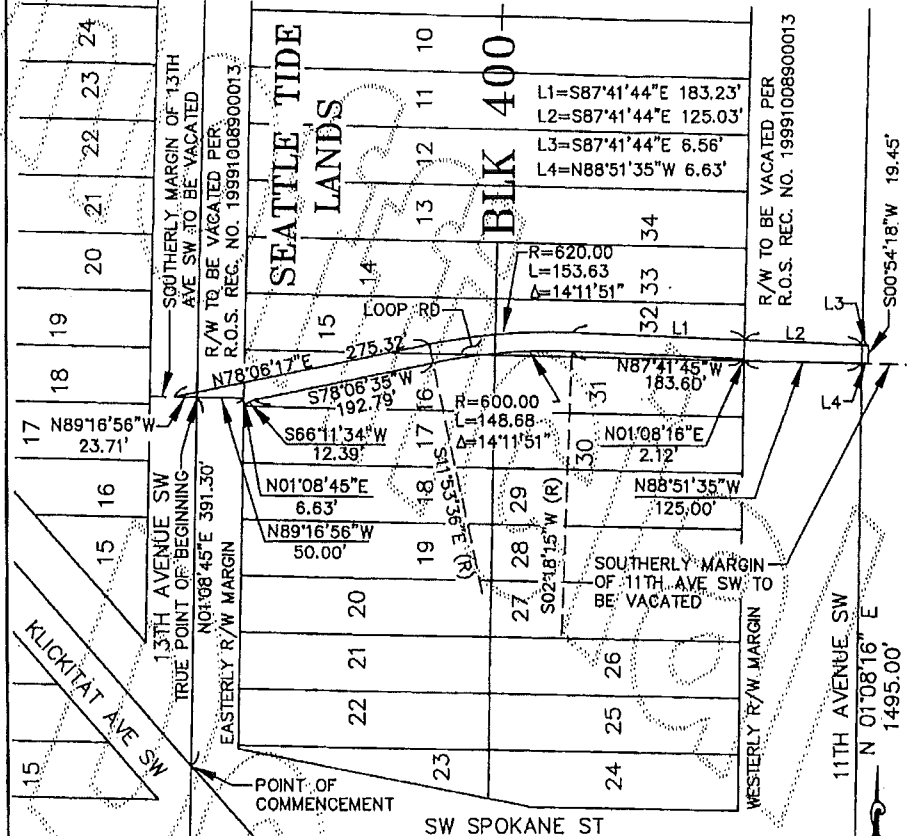 24
23
22
21
20
19
18
17
16
15
15
SOUTHERLY MARGIN OF 13TH
AVE SW TO BE VACATED
R/W TO BE VACATED PER
R.O.S. REC. NO. 19991008900013
SEATTLE TIDE
LANDS
BLK 400
10
11
12
13
14
15
16
17
18
19
20
21
22
23
L1=S87°41'44"E 183.23'
L2=S87°41'44"E 125.03'
L3=S87°41'44"E 6.56'
L4=N88°51'35"W 6.63'
R/W TO BE VACATED PER
R.O.S. REC. NO. 19991008900013
S00°54'18"W 19.45'
34
33
32
31
30
29
28
27
26
25
24
R=620.00
L=153.63
Δ=14°11'51"
LOOP RD
L1
L2
L3
L4
N78°06'17"E 275.32'
S78°06'35"W
192.79'
N87°41'45"W
183.60'
R=600.00
L=148.68
Δ=14°11'51"
N89°16'56"W
23.71'
S66°11'34"W
12.39'
N01°08'45"E
6.63'
N89°16'56"W
50.00'
N01°08'16"E
2.12'
N88°51'35"W
125.00'
S11°53'36"E (R)
S02°18'15"W (R)
SOUTHERLY MARGIN
OF 11TH AVE SW TO
BE VACATED
13TH AVENUE SW
TRUE POINT OF BEGINNING
N01°08'45"E 391.30'
EASTERLY R/W MARGIN
KLICKITAT AVE SW
POINT OF
COMMENCEMENT
SW SPOKANE ST
WESTERLY R/W MARGIN
11TH AVENUE SW
N 01°08'16" E
1495.00'